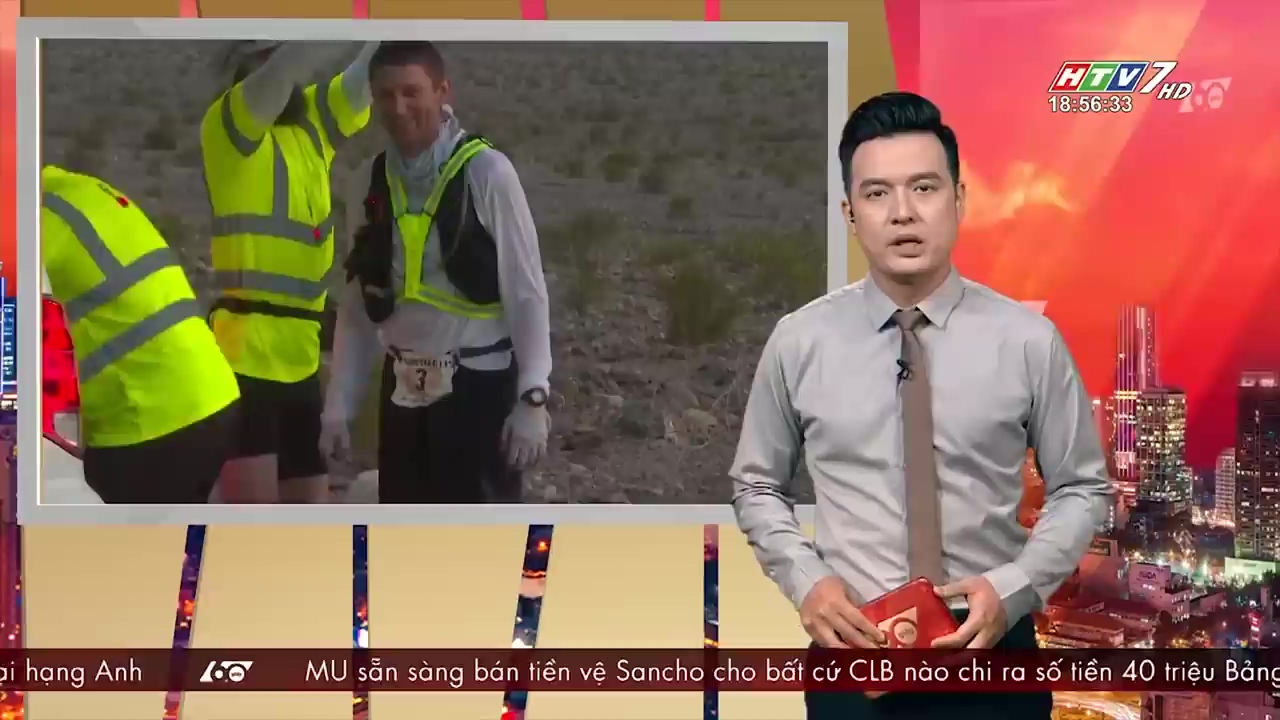 HTV7
HD
18:56:33
3
ại hạng Anh
60 MU sẵn sàng bán tiền vệ Sancho cho bất cứ CLB nào chi ra số tiền 40 triệu Bảng